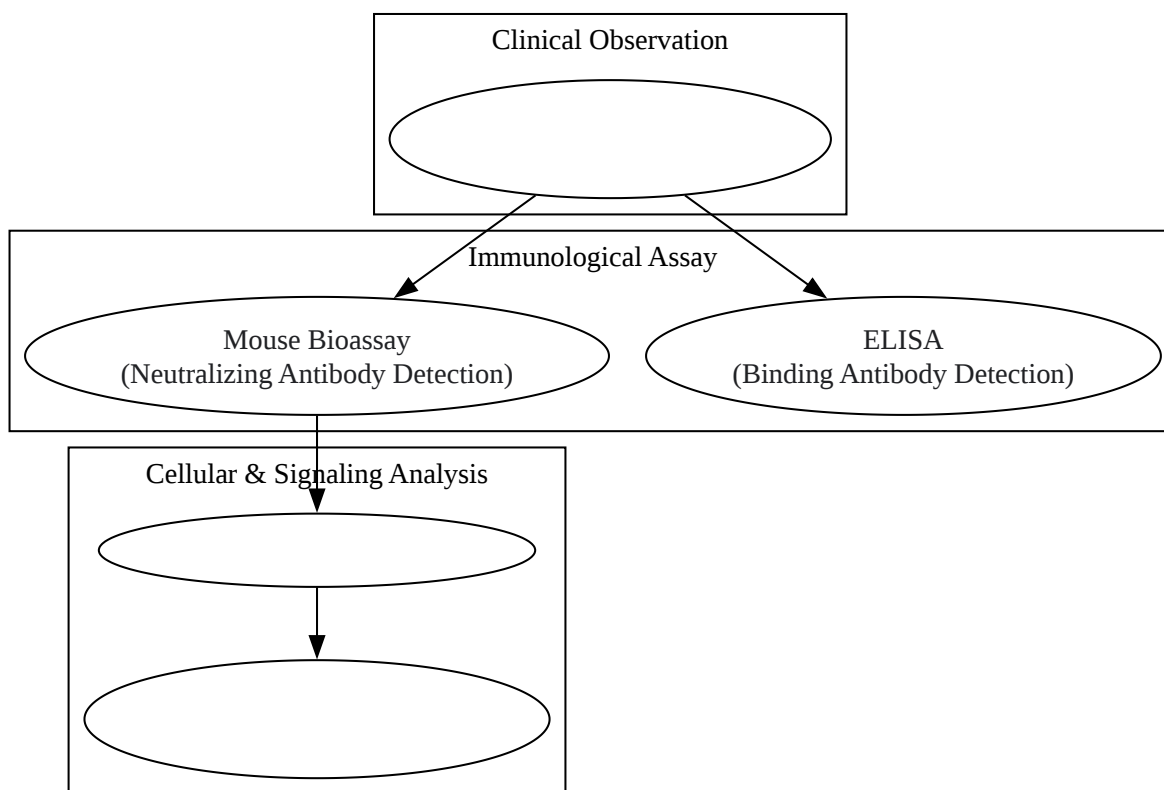 Clinical Observation
Immunological Assay
Mouse Bioassay
(Neutralizing Antibody Detection)
ELISA
(Binding Antibody Detection)
Cellular & Signaling Analysis